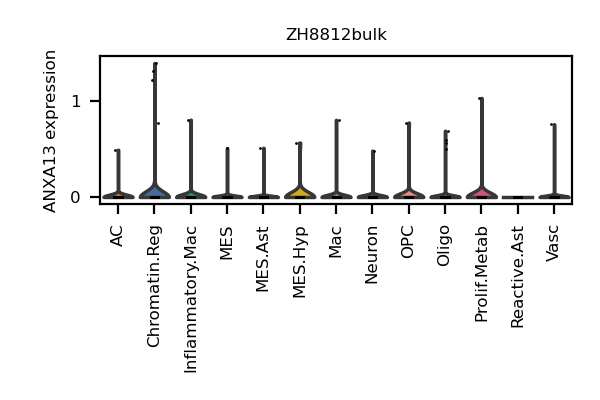 ZH8812bulk
ANXA13 expression
1
0
AC
Chromatin.Reg
Inflammatory.Mac
MES
MES.Ast
MES.Hyp
Mac
Neuron
OPC
Oligo
Prolif.Metab
Reactive.Ast
Vasc